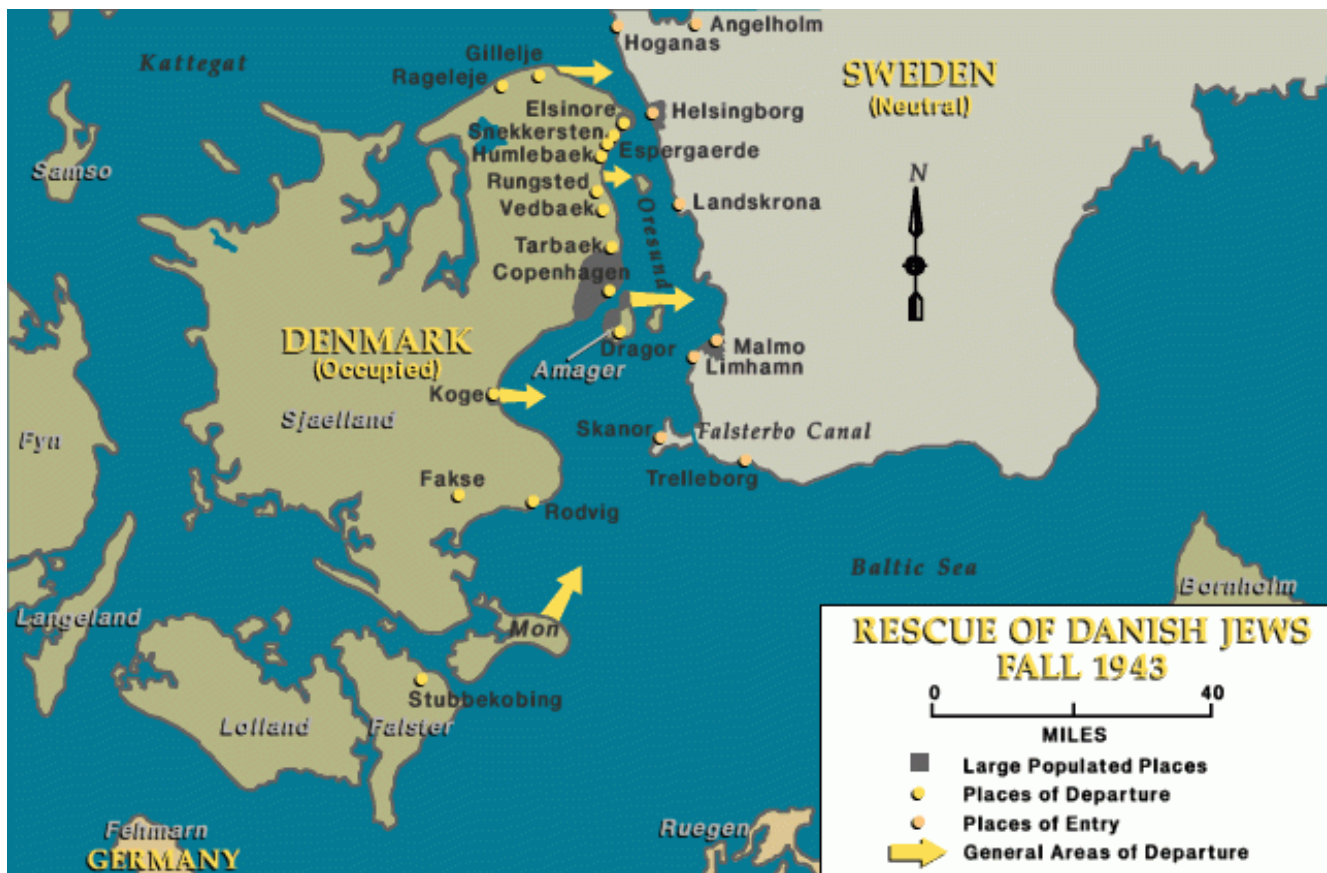 Angelholm
Hoganas
Kattegat
Gillelje
Rageleje
SWEDEN
(Neutral)
Elsinore
Helsingborg
Snekkersten
Espergaerde
Humlebaek
Samso
Rungsted
N
Landskrona
Vedbaek
Oresund
Tarbaek
Copenhagen
DENMARK
(Occupied)
Dragor
Malmo
Limhamn
Amager
Koge
Sjaelland
Fyn
Skanor
Falsterbo Canal
Trelleborg
Fakse
Rodvig
Baltic Sea
Bornholm
Langeland
Mon
Stubbekobing
Lolland
Falster
Fehmarn
GERMANY
Ruegen
RESCUE OF DANISH JEWS
FALL 1943
0 40
MILES
Large Populated Places
Places of Departure
Places of Entry
General Areas of Departure